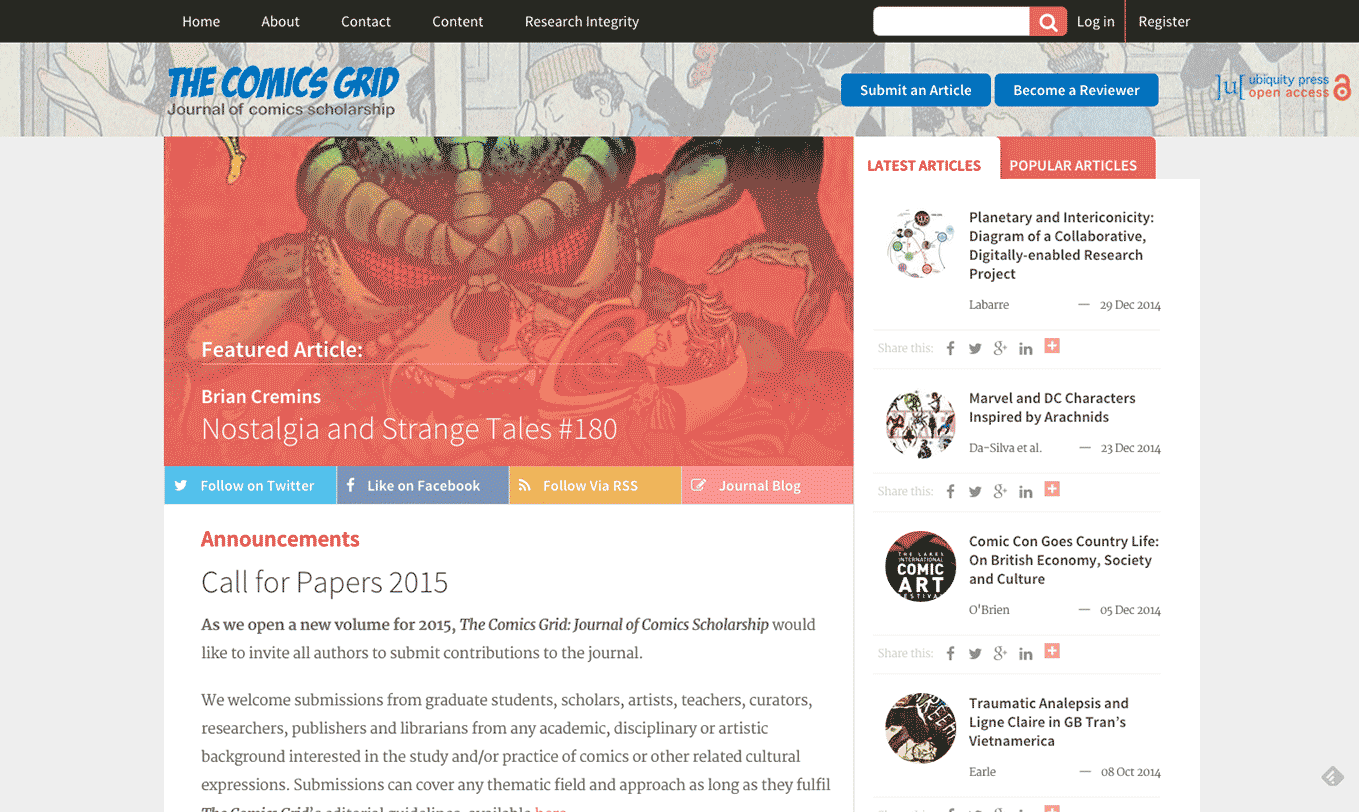 Home About Contact Content Research Integrity Log in Register
THE COMICS GRID
Journal of comics scholarship
Submit an Article Become a Reviewer
]u[ ubiquity press
open access
Featured Article:
Brian Cremins
Nostalgia and Strange Tales #180
Follow on Twitter Like on Facebook Follow Via RSS Journal Blog
Announcements
Call for Papers 2015
As we open a new volume for 2015, The Comics Grid: Journal of Comics Scholarship would
like to invite all authors to submit contributions to the journal.
We welcome submissions from graduate students, scholars, artists, teachers, curators,
researchers, publishers and librarians from any academic, disciplinary or artistic
background interested in the study and/or practice of comics or other related cultural
expressions. Submissions can cover any thematic field and approach as long as they fulfil
The Comics Grid's editorial guidelines, available here
LATEST ARTICLES POPULAR ARTICLES
Planetary and Intericonicity:
Diagram of a Collaborative,
Digitally-enabled Research
Project
Labarre — 29 Dec 2014
Share this:
Marvel and DC Characters
Inspired by Arachnids
Da-Silva et al. — 23 Dec 2014
Share this:
THE LAKES
INTERNATIONAL
COMIC
ART
FESTIVAL
Comic Con Goes Country Life:
On British Economy, Society
and Culture
O'Brien — 05 Dec 2014
Share this:
Traumatic Analepsis and
Ligne Claire in GB Tran's
Vietnamerica
Earle — 08 Oct 2014